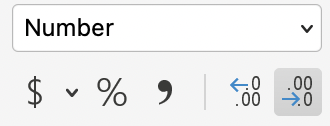 Number
$ % , ←.0 .00 .00 →.0